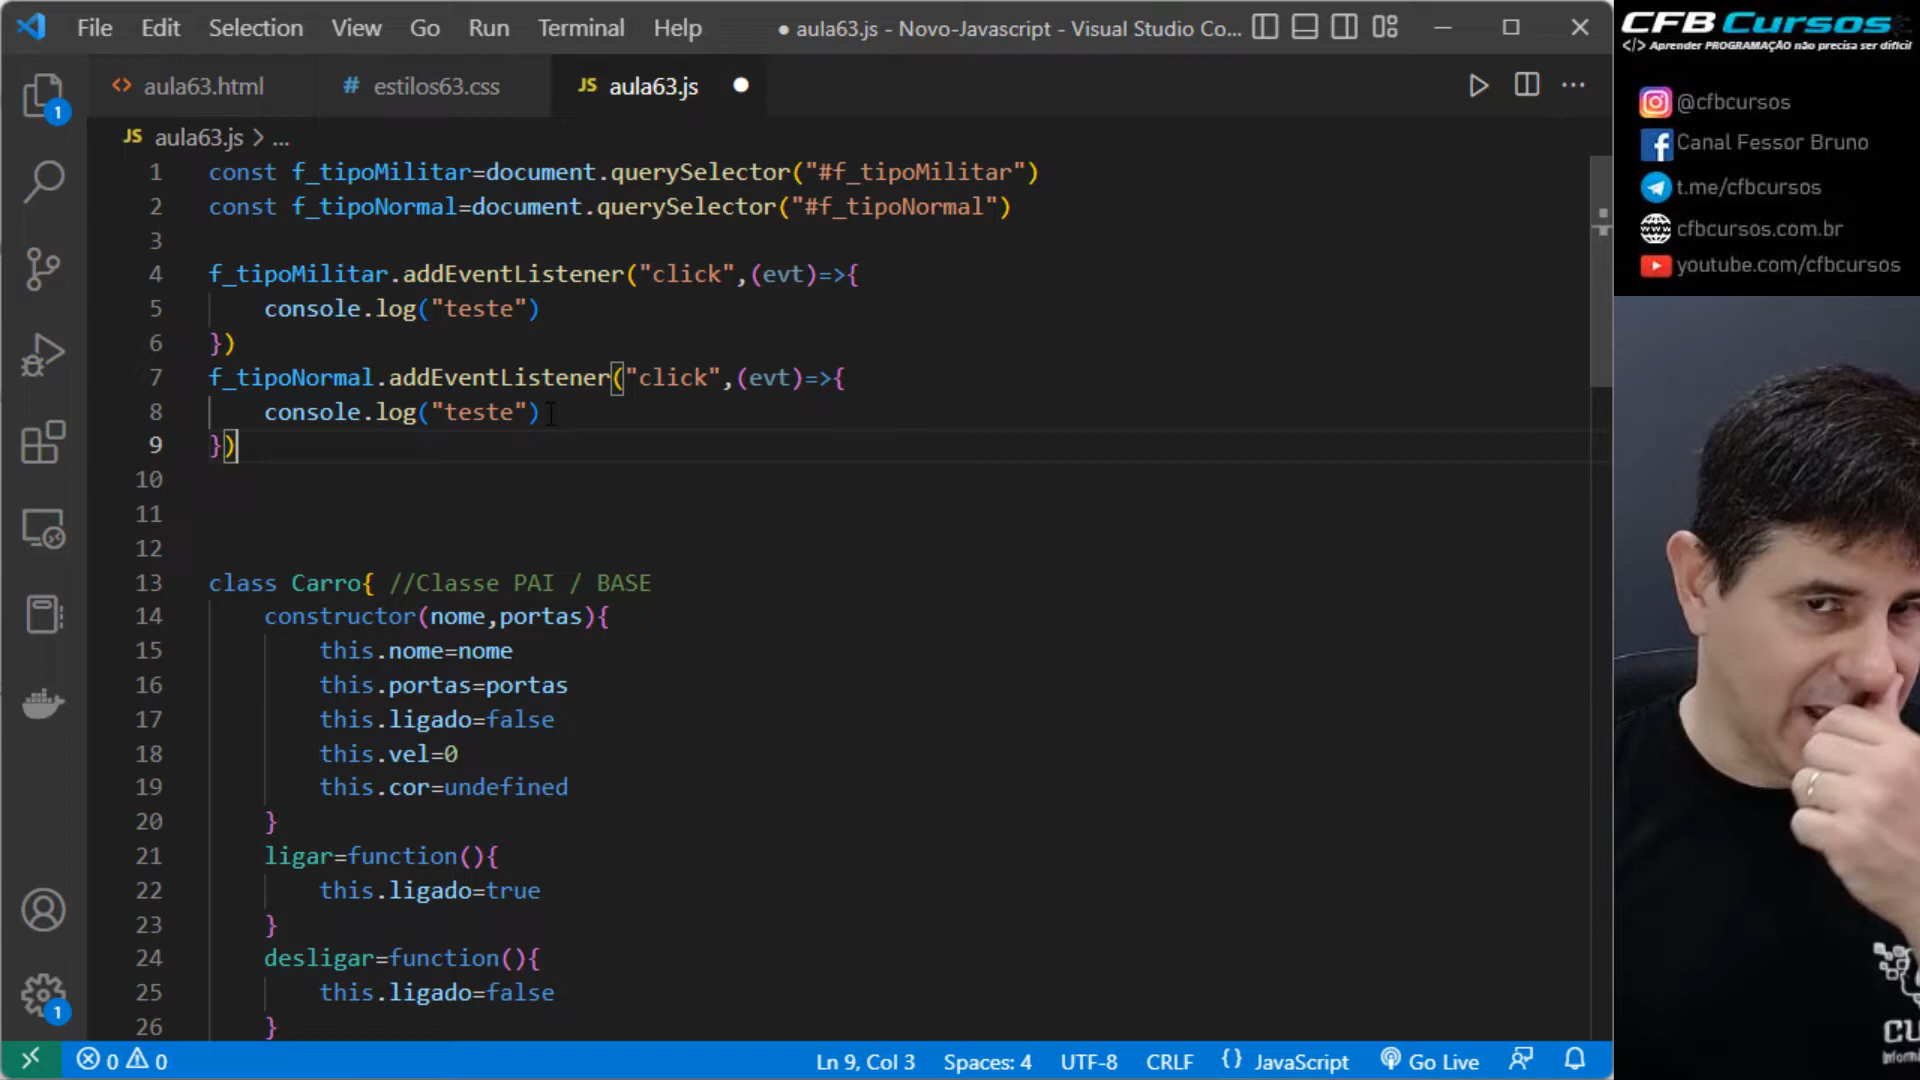 File Edit Selection View Go Run Terminal Help ● aula63.js - Novo-Javascript - Visual Studio Co...
<> aula63.html # estilos63.css JS aula63.js ●
JS aula63.js > ...
1 const f_tipoMilitar=document.querySelector("#f_tipoMilitar")
2 const f_tipoNormal=document.querySelector("#f_tipoNormal")
3
4 f_tipoMilitar.addEventListener("click",(evt)=>{
5 console.log("teste")
6 })
7 f_tipoNormal.addEventListener("click",(evt)=>{
8 console.log("teste")
9 })
10
11
12
13 class Carro{ //Classe PAI / BASE
14 constructor(nome,portas){
15 this.nome=nome
16 this.portas=portas
17 this.ligado=false
18 this.vel=0
19 this.cor=undefined
20 }
21 ligar=function(){
22 this.ligado=true
23 }
24 desligar=function(){
25 this.ligado=false
26 }
1
1
0 0 Ln 9, Col 3 Spaces: 4 UTF-8 CRLF {} JavaScript Go Live
CFB Cursos
</> Aprender PROGRAMAÇÃO não precisa ser difícil
@cfbcursos
Canal Fessor Bruno
t.me/cfbcursos
cfbcursos.com.br
youtube.com/cfbcursos